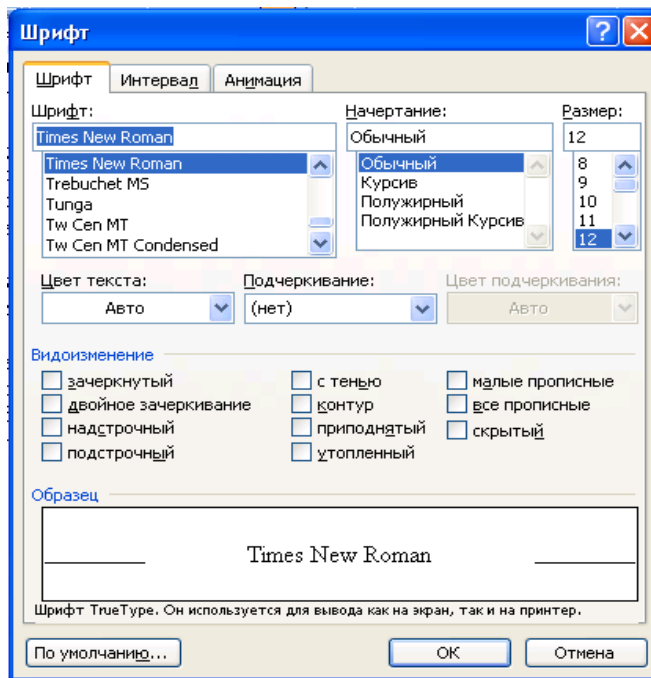 Шрифт
Шрифт Интервал Анимация
Шрифт: Начертание: Размер:
Times New Roman Обычный 12
Times New Roman Обычный 8
Trebuchet MS Курсив 9
Tunga Полужирный 10
Tw Cen MT Полужирный Курсив 11
Tw Cen MT Condensed 12
Цвет текста: Подчеркивание: Цвет подчеркивания:
Авто (нет) Авто
Видоизменение
зачеркнутый с тенью малые прописные
двойное зачеркивание контур все прописные
надстрочный приподнятый скрытый
подстрочный утопленный
Образец
Times New Roman
Шрифт TrueType. Он используется для вывода как на экран, так и на принтер.
По умолчанию... ОК Отмена